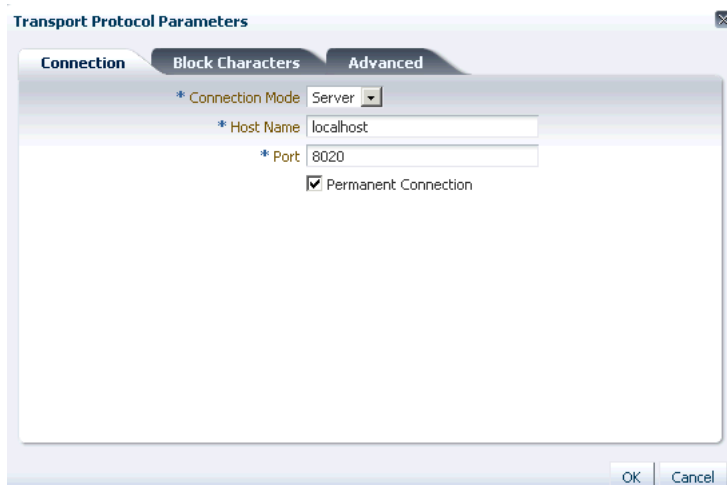 Transport Protocol Parameters
Connection Block Characters Advanced
* Connection Mode Server
* Host Name localhost
* Port 8020
Permanent Connection
OK Cancel